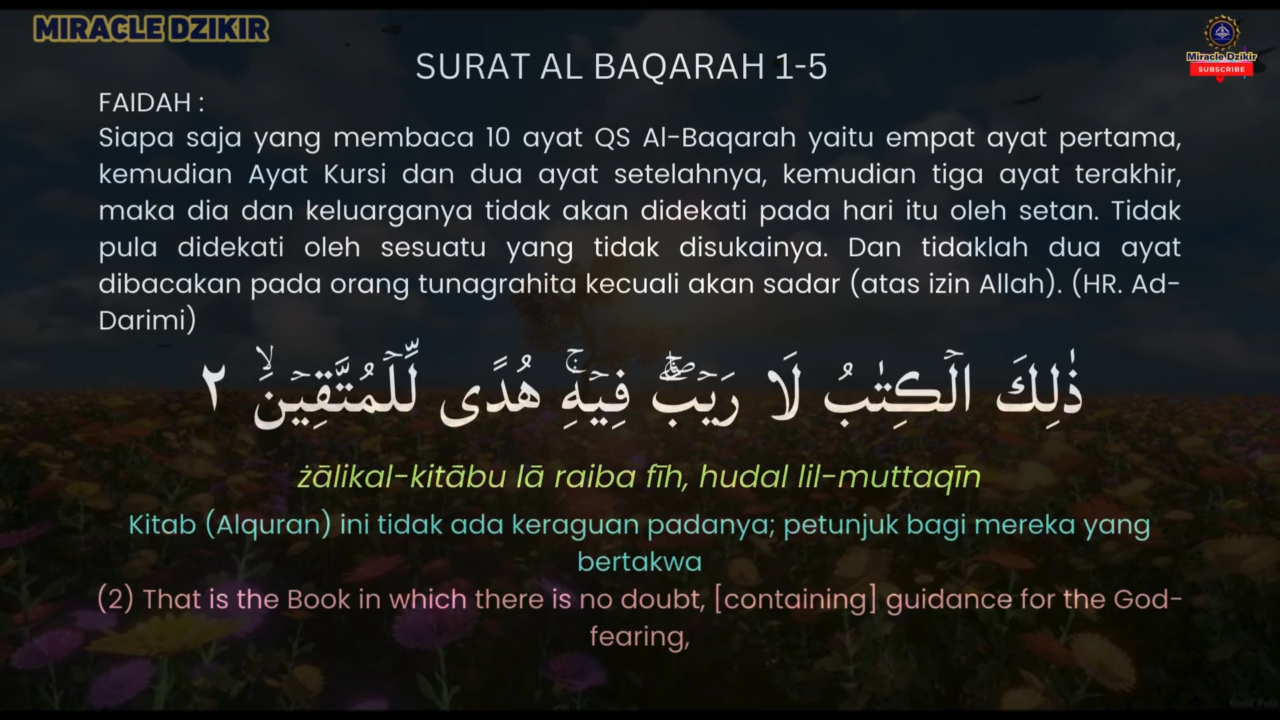 MIRACLE DZIKIR
Miracle Dzikir
SUBSCRIBE
SURAT AL BAQARAH 1-5
FAIDAH :
Siapa saja yang membaca 10 ayat QS Al-Baqarah yaitu empat ayat pertama,
kemudian Ayat Kursi dan dua ayat setelahnya, kemudian tiga ayat terakhir,
maka dia dan keluarganya tidak akan didekati pada hari itu oleh setan. Tidak
pula didekati oleh sesuatu yang tidak disukainya. Dan tidaklah dua ayat
dibacakan pada orang tunagrahita kecuali akan sadar (atas izin Allah). (HR. Ad-
Darimi)
ذٰلِكَ الْكِتٰبُ لَا رَيْبَۛ فِيْهِۛ هُدًى لِّلْمُتَّقِيْنَۙ ٢
żālikal-kitābu lā raiba fīh, hudal lil-muttaqīn
Kitab (Alquran) ini tidak ada keraguan padanya; petunjuk bagi mereka yang
bertakwa
(2) That is the Book in which there is no doubt, [containing] guidance for the God-
fearing,